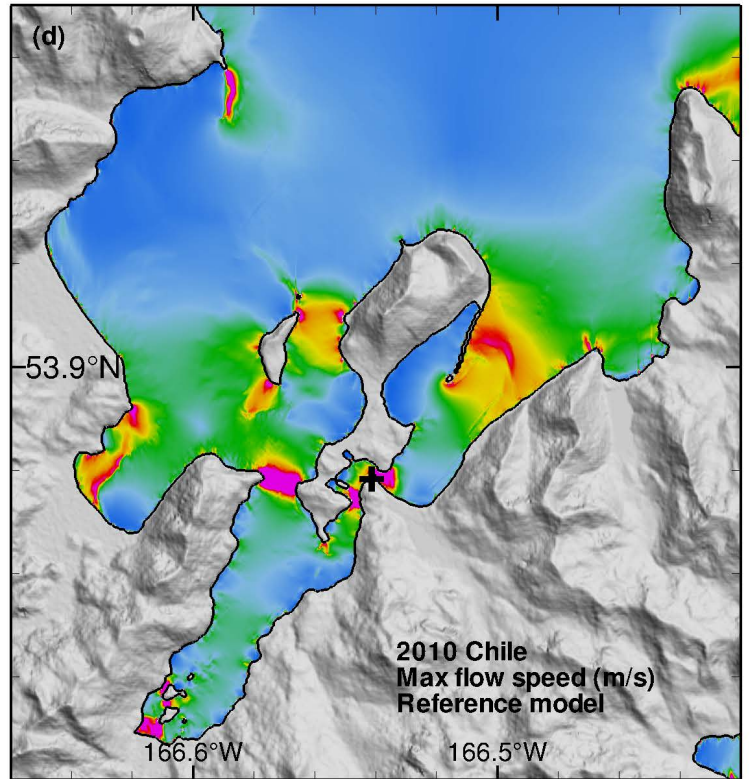 (d)
53.9°N
2010 Chile
Max flow speed (m/s)
Reference model
166.6°W
166.5°W